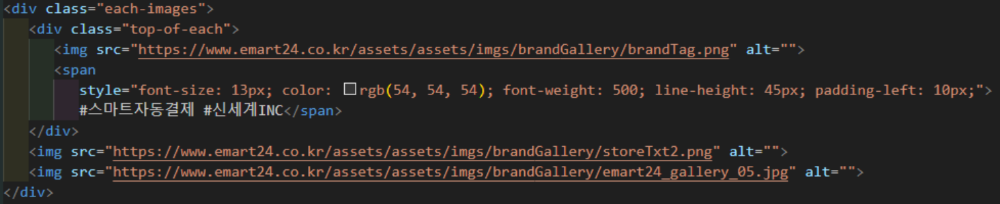 <div class="each-images">
<div class="top-of-each">
<img src="https://www.emart24.co.kr/assets/assets/imgs/brandGallery/brandTag.png" alt="">
<span
style="font-size: 13px; color: rgb(54, 54, 54); font-weight: 500; line-height: 45px; padding-left: 10px;">
#스마트자동결제 #신세계INC</span>
</div>
<img src="https://www.emart24.co.kr/assets/assets/imgs/brandGallery/storeTxt2.png" alt="">
<img src="https://www.emart24.co.kr/assets/assets/imgs/brandGallery/emart24_gallery_05.jpg" alt="">
</div>